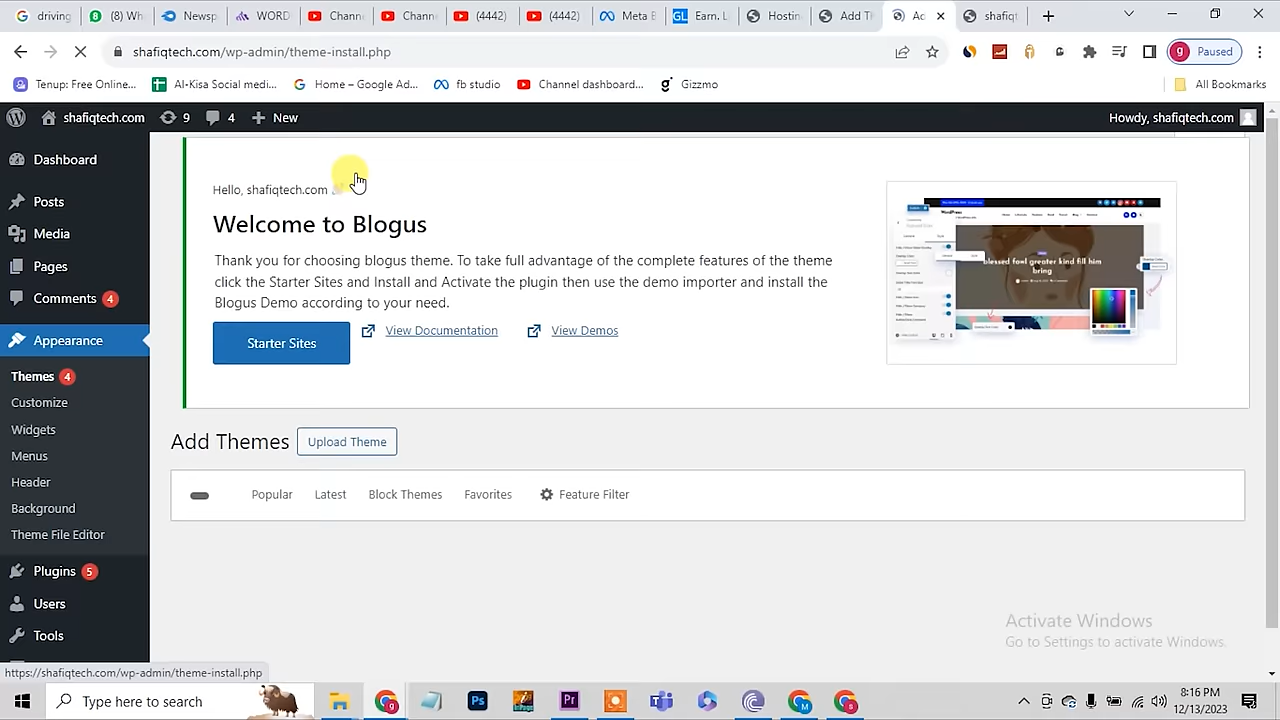 driving
(8) Wh
Newsp
WORD
Chann
Chann
(4442)
(4442)
Meta B
Earn, L
Hostin
Add T
Ac
shafiqt
shafiqtech.com/wp-admin/theme-install.php
Paused
Tenup: Free Online...
Al-Kisa Social medi...
Home – Google Ad...
fb studio
Channel dashboard...
Gizzmo
All Bookmarks
shafiqtech.com
9
4
New
Howdy, shafiqtech.com
Dashboard
Posts
Media
Pages
Comments 4
Appearance
Themes 4
Customize
Widgets
Menus
Header
Background
Theme File Editor
Plugins 5
Users
Tools
Hello, shafiqtech.com
Welcome to Blogus
Thank you for choosing Blogus theme. To take full advantage of the complete features of the theme
click the Starter Sites and Install and Activate the plugin then use the demo importer and install the
Blogus Demo according to your need.
Starter Sites
View Documentation
View Demos
WordPress
blessed fowl greater kind fill him
bring
Add Themes
Upload Theme
Popular
Latest
Block Themes
Favorites
Feature Filter
Activate Windows
Go to Settings to activate Windows.
https://shafiqtech.com/wp-admin/theme-install.php
Type here to search
8:16 PM
12/13/2023